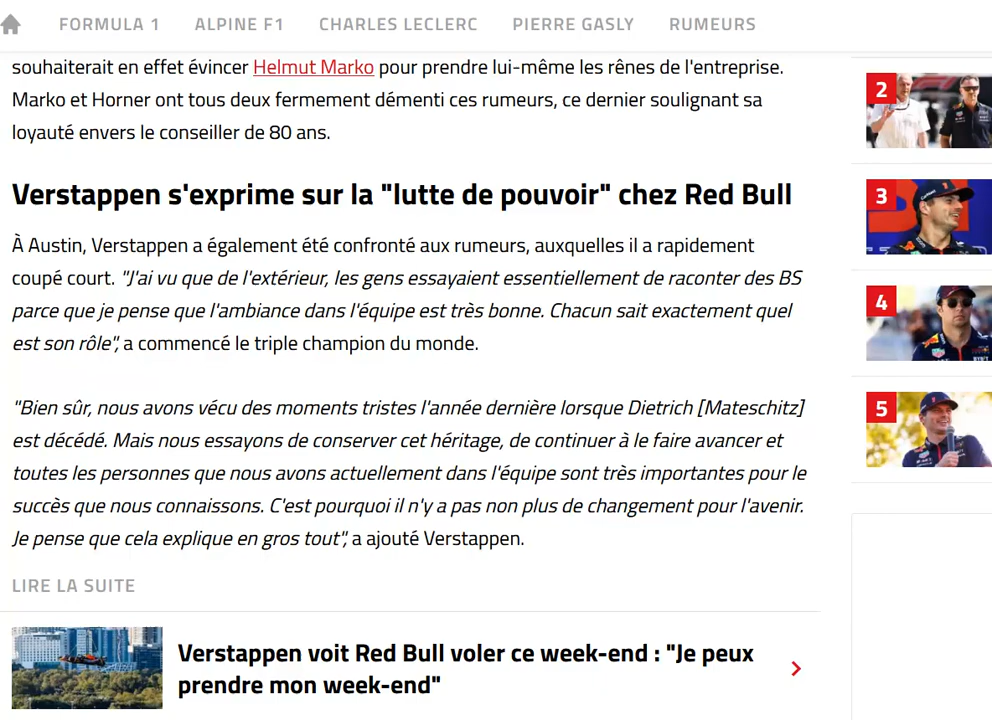 FORMULA 1 ALPINE F1 CHARLES LECLERC PIERRE GASLY RUMEURS
souhaiterait en effet évincer Helmut Marko pour prendre lui-même les rênes de l'entreprise.
Marko et Horner ont tous deux fermement démenti ces rumeurs, ce dernier soulignant sa
loyauté envers le conseiller de 80 ans.
Verstappen s'exprime sur la "lutte de pouvoir" chez Red Bull
À Austin, Verstappen a également été confronté aux rumeurs, auxquelles il a rapidement
coupé court. "J'ai vu que de l'extérieur, les gens essayaient essentiellement de raconter des BS
parce que je pense que l'ambiance dans l'équipe est très bonne. Chacun sait exactement quel
est son rôle", a commencé le triple champion du monde.
"Bien sûr, nous avons vécu des moments tristes l'année dernière lorsque Dietrich [Mateschitz]
est décédé. Mais nous essayons de conserver cet héritage, de continuer à le faire avancer et
toutes les personnes que nous avons actuellement dans l'équipe sont très importantes pour le
succès que nous connaissons. C'est pourquoi il n'y a pas non plus de changement pour l'avenir.
Je pense que cela explique en gros tout", a ajouté Verstappen.
LIRE LA SUITE
Verstappen voit Red Bull voler ce week-end : "Je peux
prendre mon week-end"
2
3
4
5